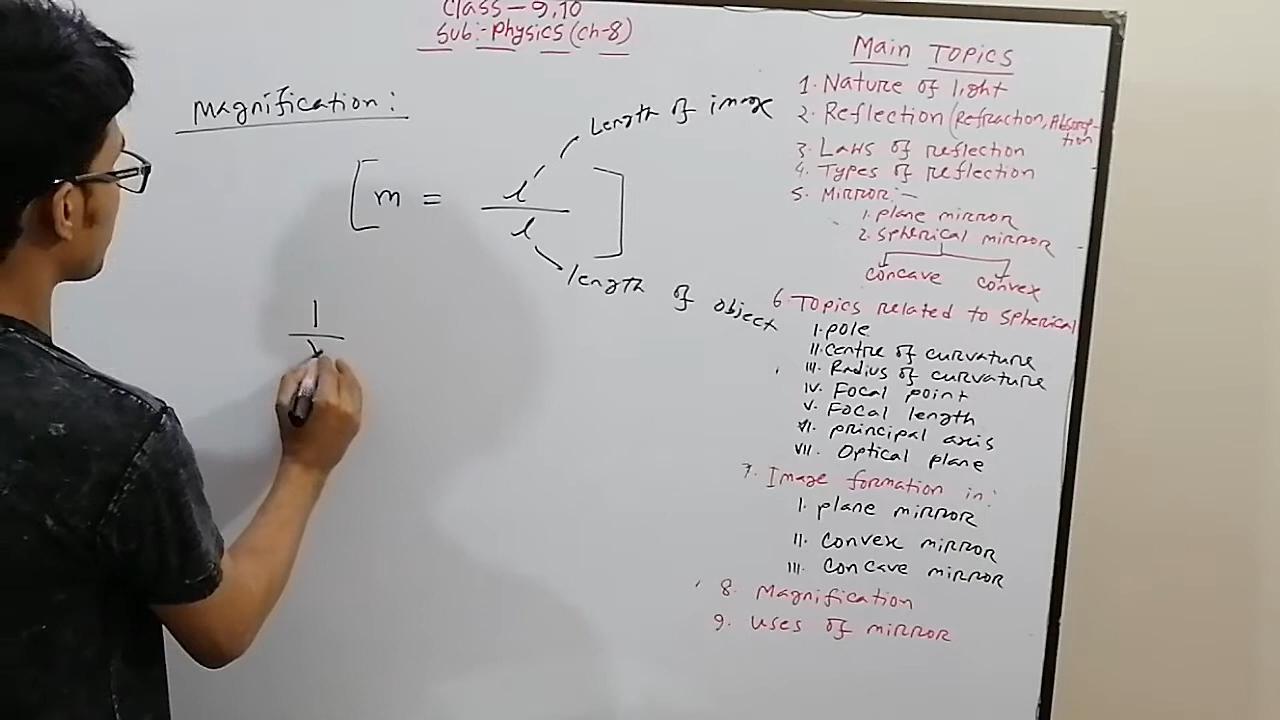 Class - 9,10
Sub:- Physics (ch-8)
Magnification:
[m = l / l]
Length of image
length of object
1
Main Topics
1. Nature of light
2. Reflection (Refraction, Absorp-
tion
3. Laws of reflection
4. Types of reflection
5. Mirror:-
1. plane mirror
2. spherical mirror
concave convex
6. Topics related to spherical
I. pole
II. Centre of curvature
III. Radius of curvature
IV. Focal point
V. Focal length
VI. principal axis
VII. Optical plane
7. Image formation in:
I. plane mirror
II. Convex mirror
III. Concave mirror
8. Magnification
9. Uses of mirror